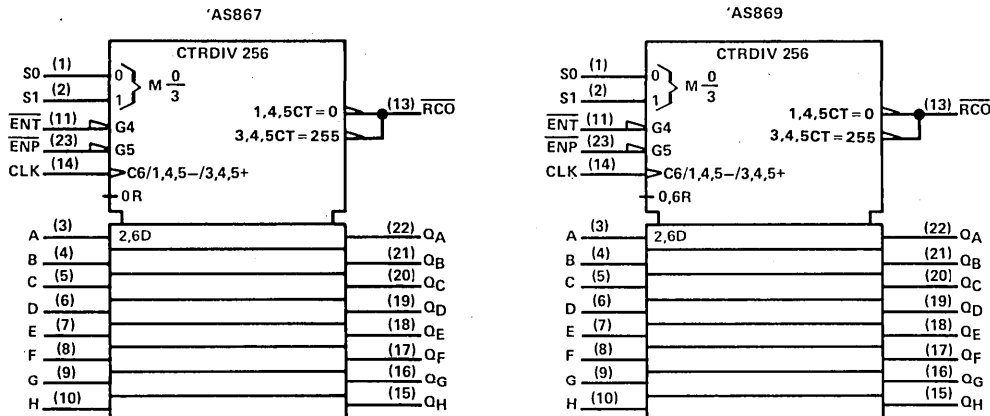 'AS867
CTRDIV 256
S0 (1) 0
S1 (2) 1
M 0/3
ENT (11) G4
ENP (23) G5
CLK (14) C6/1,4,5–/3,4,5+
0R
1,4,5CT = 0
3,4,5CT = 255
(13) RCO
A (3) 2,6D (22) QA
B (4) (21) QB
C (5) (20) QC
D (6) (19) QD
E (7) (18) QE
F (8) (17) QF
G (9) (16) QG
H (10) (15) QH
'AS869
CTRDIV 256
S0 (1) 0
S1 (2) 1
M 0/3
ENT (11) G4
ENP (23) G5
CLK (14) C6/1,4,5–/3,4,5+
0,6R
1,4,5CT = 0
3,4,5CT = 255
(13) RCO
A (3) 2,6D (22) QA
B (4) (21) QB
C (5) (20) QC
D (6) (19) QD
E (7) (18) QE
F (8) (17) QF
G (9) (16) QG
H (10) (15) QH